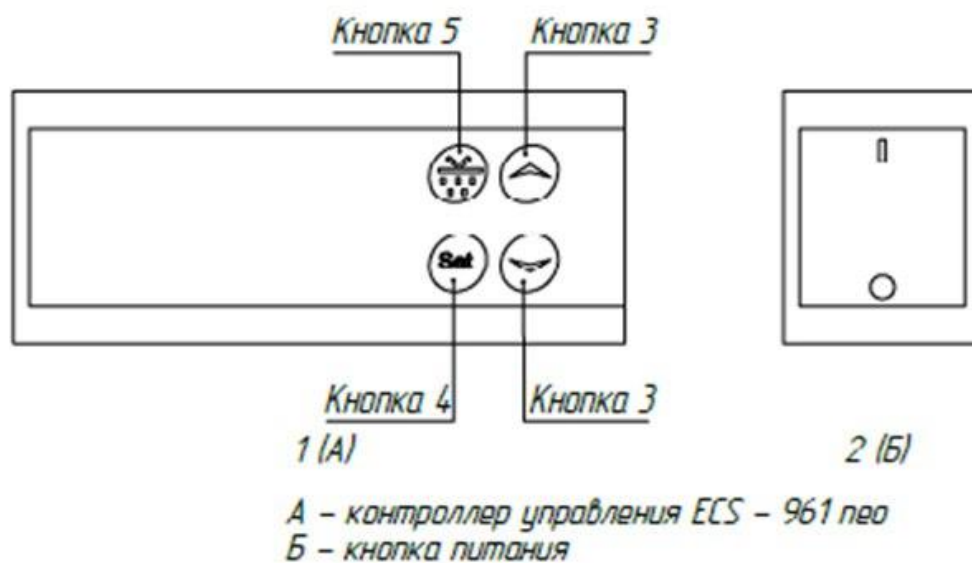 Кнопка 5
Кнопка 3
Set
Кнопка 4
Кнопка 3
1 (А)
2 (Б)
А – контроллер управления ECS – 961 neo
Б – кнопка питания